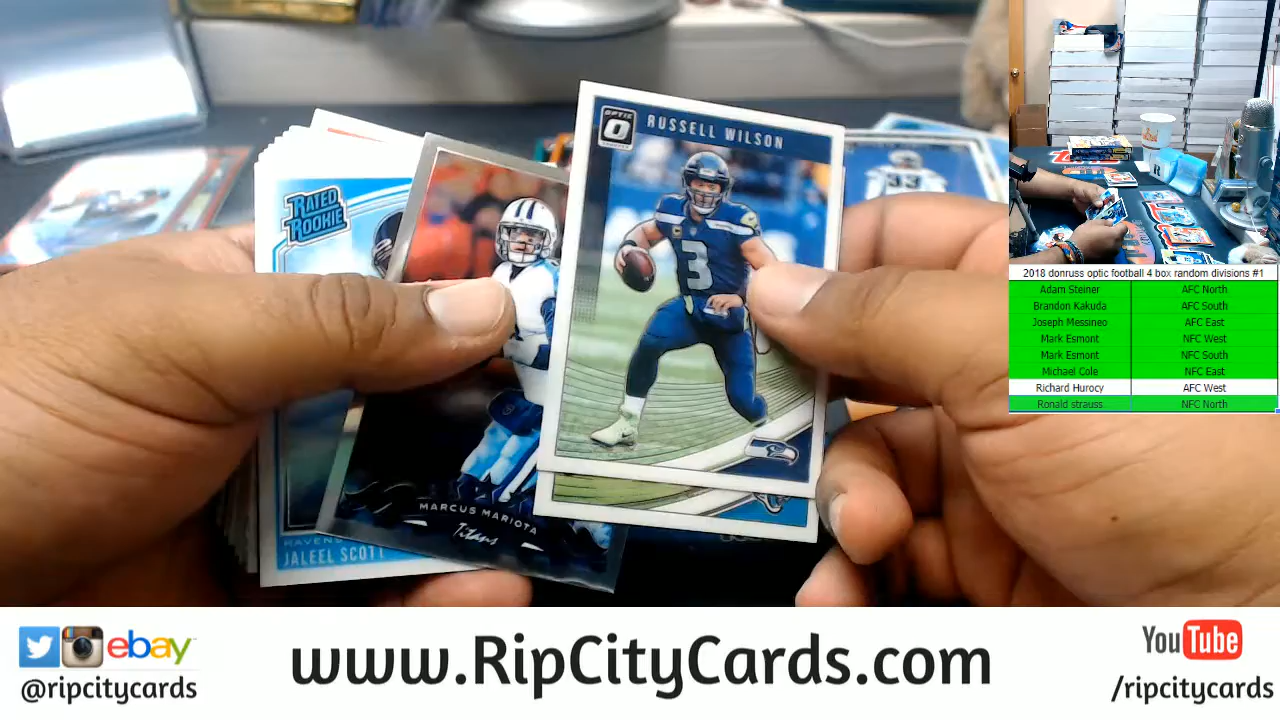 OPTIC
RUSSELL WILSON
3
RATED
ROOKIE
33
MARCUS MARIOTA
Titans
RAVENS
JALEEL SCOTT
2018 donruss optic football 4 box random divisions #1
Adam Steiner AFC North
Brandon Kakuda AFC South
Joseph Messineo AFC East
Mark Esmont NFC West
Mark Esmont NFC South
Michael Cole NFC East
Richard Hurocy AFC West
Ronald strauss NFC North
ebay
@ripcitycards
www.RipCityCards.com
YouTube
/ripcitycards